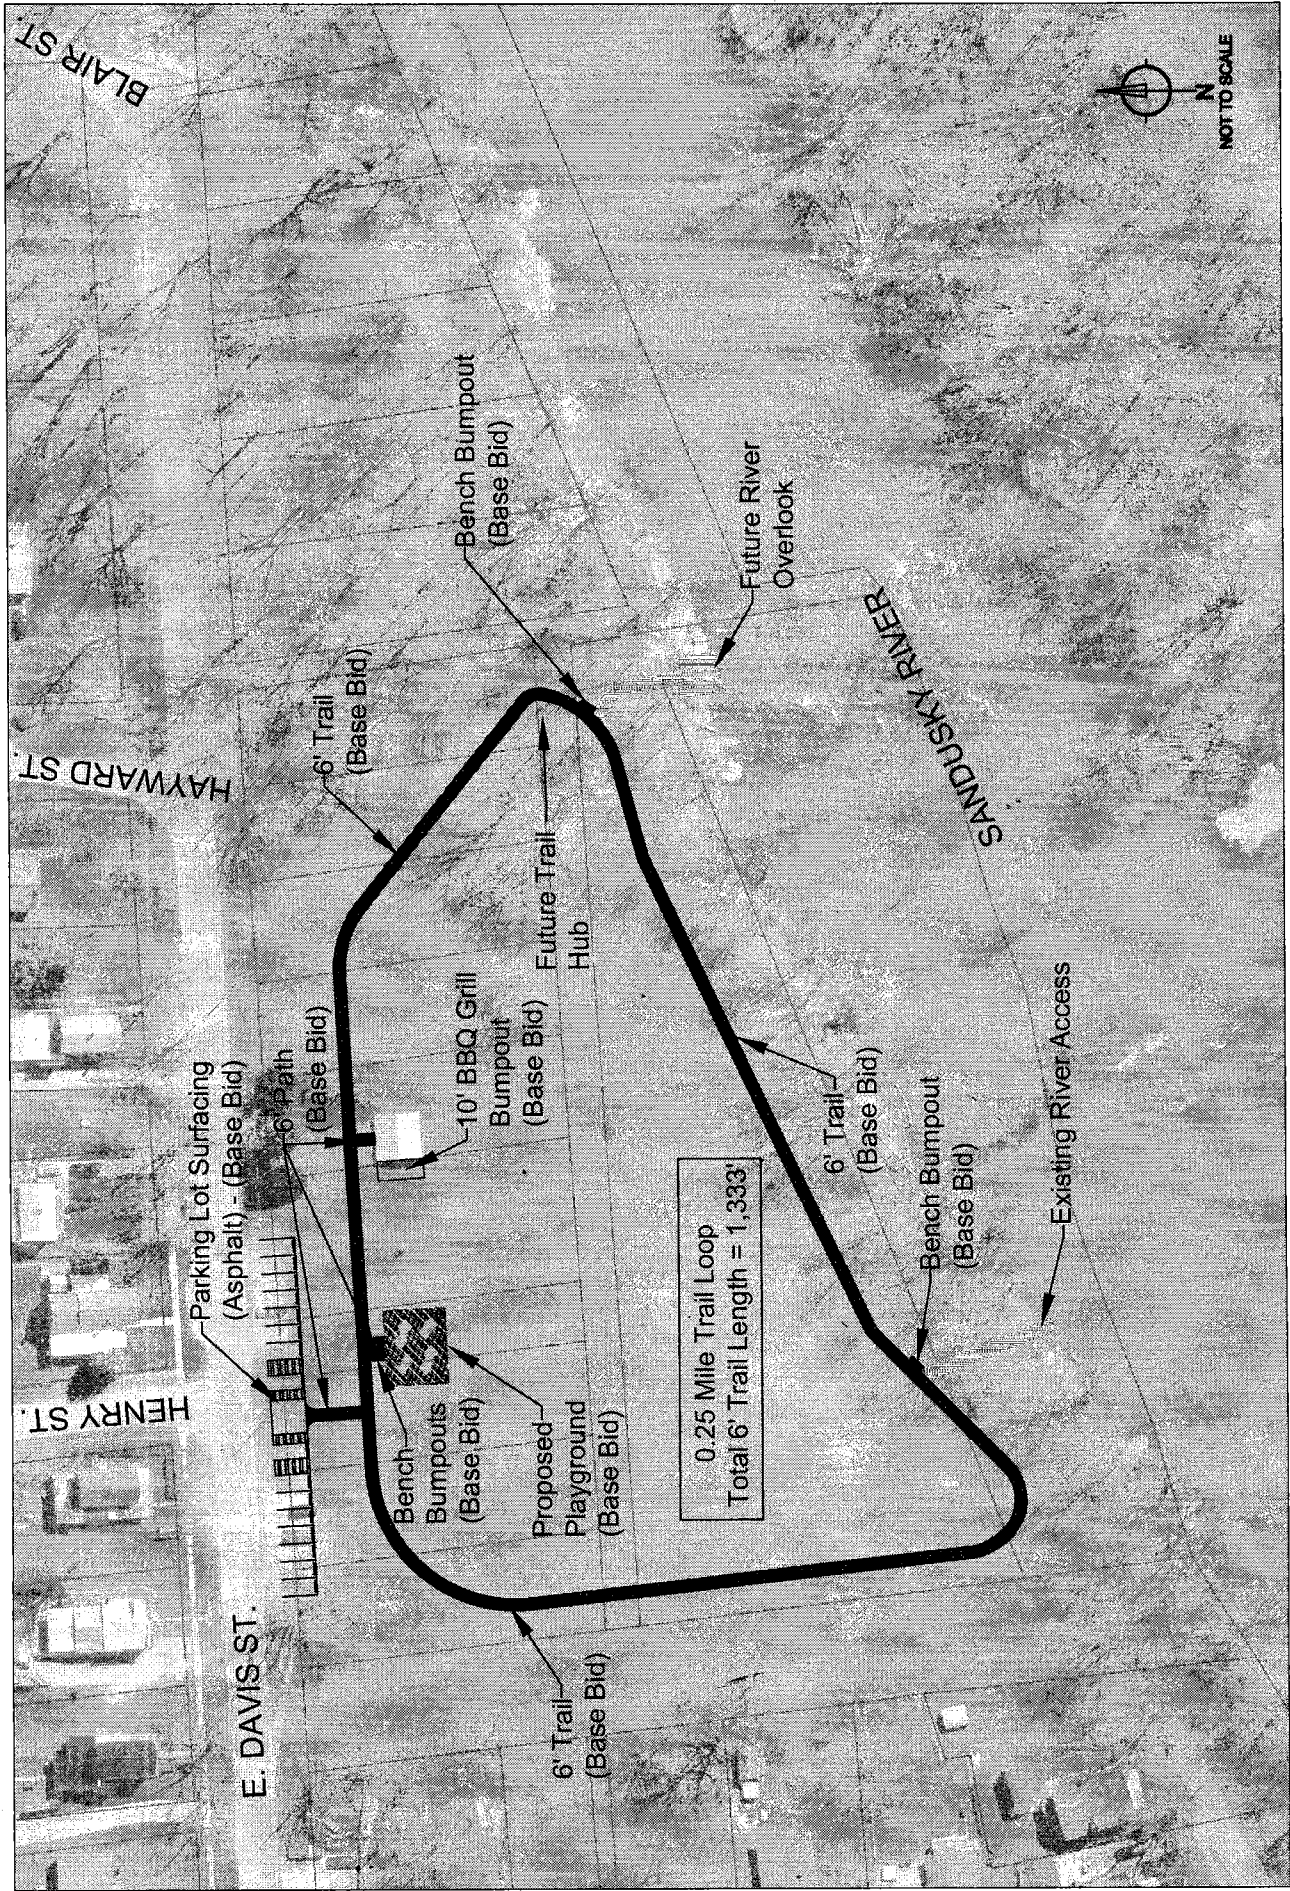 HENRY ST.
HAYWARD ST.
BLAIR ST.
E. DAVIS ST.
Parking Lot Surfacing
(Asphalt) - (Base Bid)
6' Path
(Base Bid)
6' Trail
(Base Bid)
Bench Bumpout
(Base Bid)
Bench
Bumpouts
(Base Bid)
10' BBQ Grill
Bumpout
(Base Bid)
Future Trail
Hub
Proposed
Playground
(Base Bid)
6' Trail
(Base Bid)
0.25 Mile Trail Loop
Total 6' Trail Length = 1,333'
Future River
Overlook
6' Trail
(Base Bid)
Bench Bumpout
(Base Bid)
SANDUSKY RIVER
Existing River Access
N
NOT TO SCALE